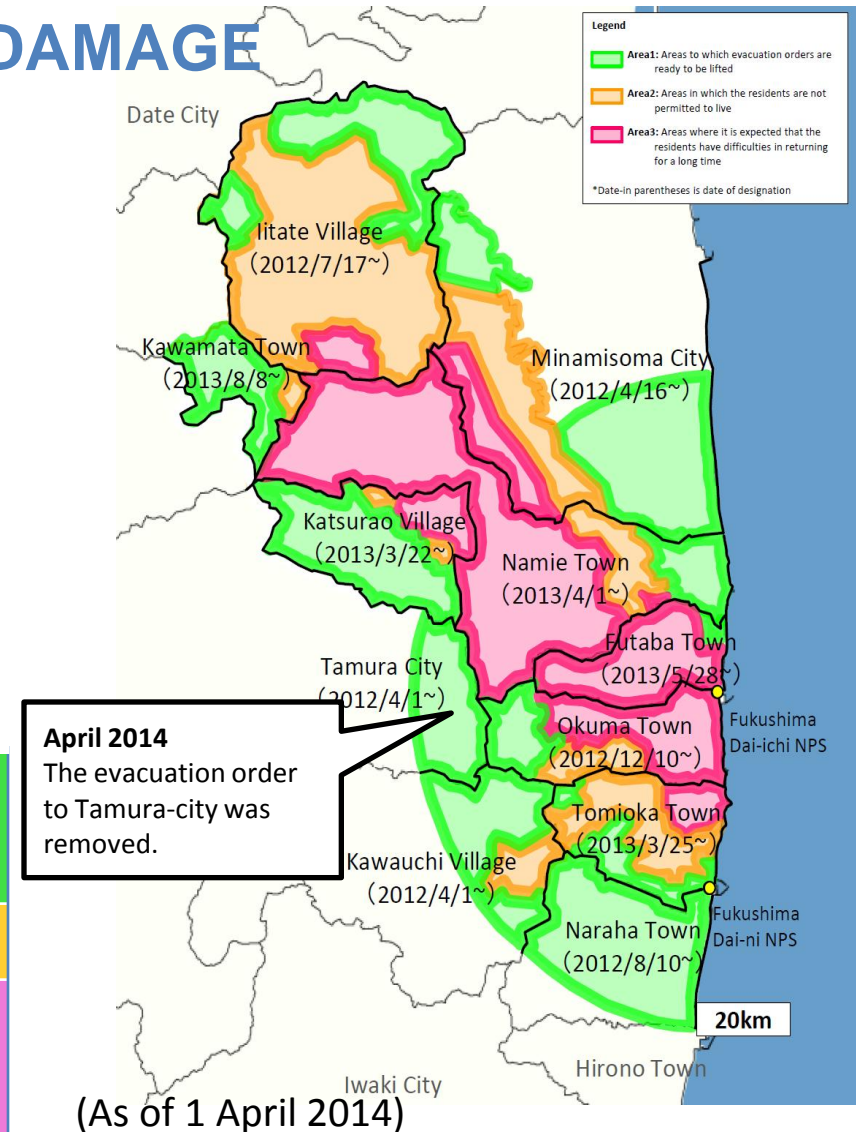 DAMAGE
Legend
Area1: Areas to which evacuation orders are
ready to be lifted
Area2: Areas in which the residents are not
permitted to live
Area3: Areas where it is expected that the
residents have difficulties in returning
for a long time
*Date-in parentheses is date of designation
Date City
Iitate Village
(2012/7/17~)
Kawamata Town
(2013/8/8~)
Minamisoma City
(2012/4/16~)
Katsurao Village
(2013/3/22~)
Namie Town
(2013/4/1~)
Futaba Town
(2013/5/28~)
Tamura City
(2012/4/1~)
Fukushima
Dai-ichi NPS
Okuma Town
(2012/12/10~)
April 2014
The evacuation order
to Tamura-city was
removed.
Tomioka Town
(2013/3/25~)
Kawauchi Village
(2012/4/1~)
Fukushima
Dai-ni NPS
Naraha Town
(2012/8/10~)
20km
Hirono Town
Iwaki City
(As of 1 April 2014)